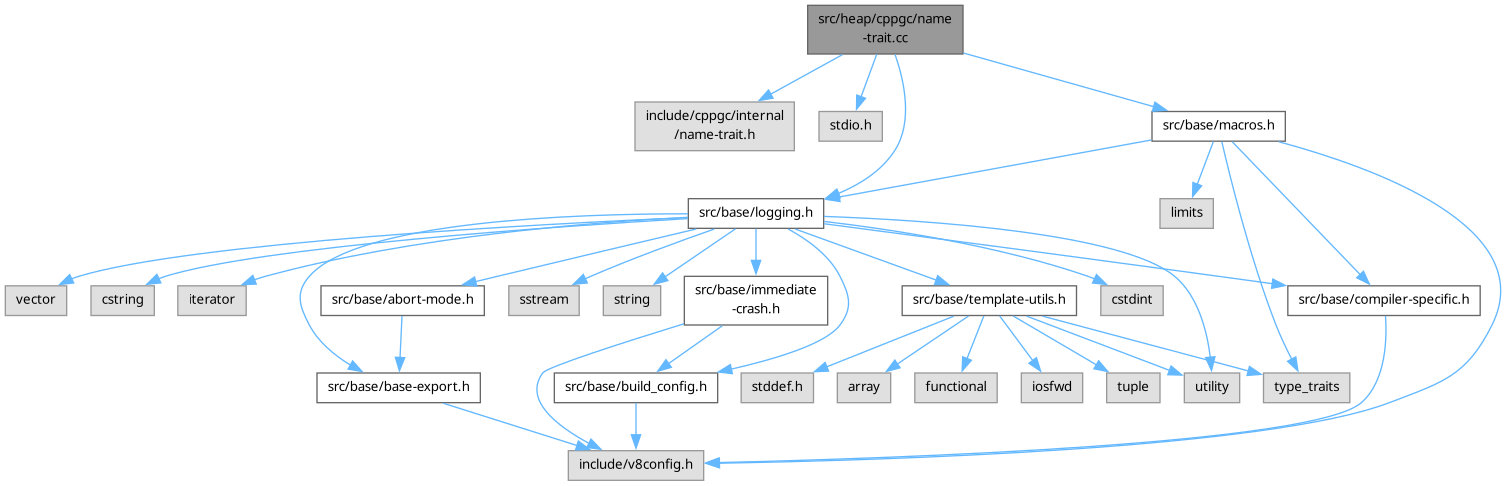 src/heap/cppgc/name
-trait.cc
include/cppgc/internal
/name-trait.h
stdio.h
src/base/macros.h
src/base/logging.h
limits
vector
cstring
iterator
src/base/abort-mode.h
sstream
string
src/base/immediate
-crash.h
src/base/template-utils.h
cstdint
src/base/compiler-specific.h
src/base/base-export.h
src/base/build_config.h
stddef.h
array
functional
iosfwd
tuple
utility
type_traits
include/v8config.h